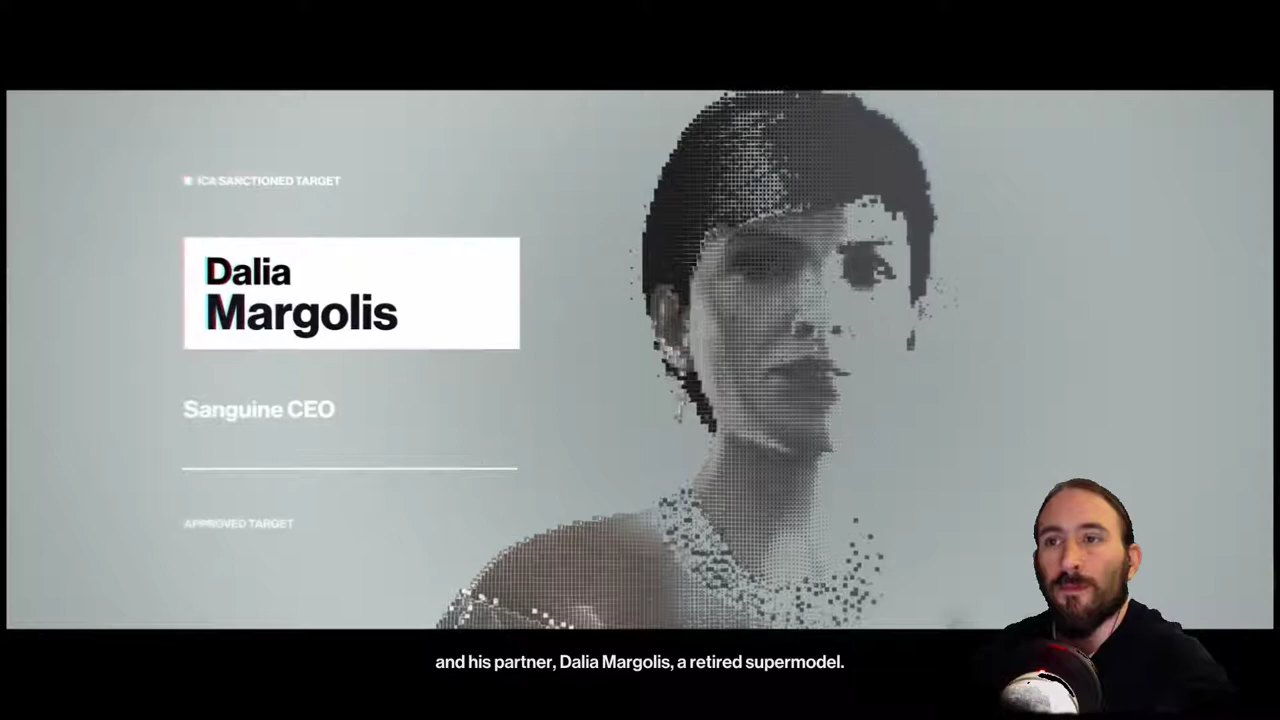 ICA SANCTIONED TARGET
Dalia
Margolis
Sanguine CEO
APPROVED TARGET
and his partner, Dalia Margolis, a retired supermodel.